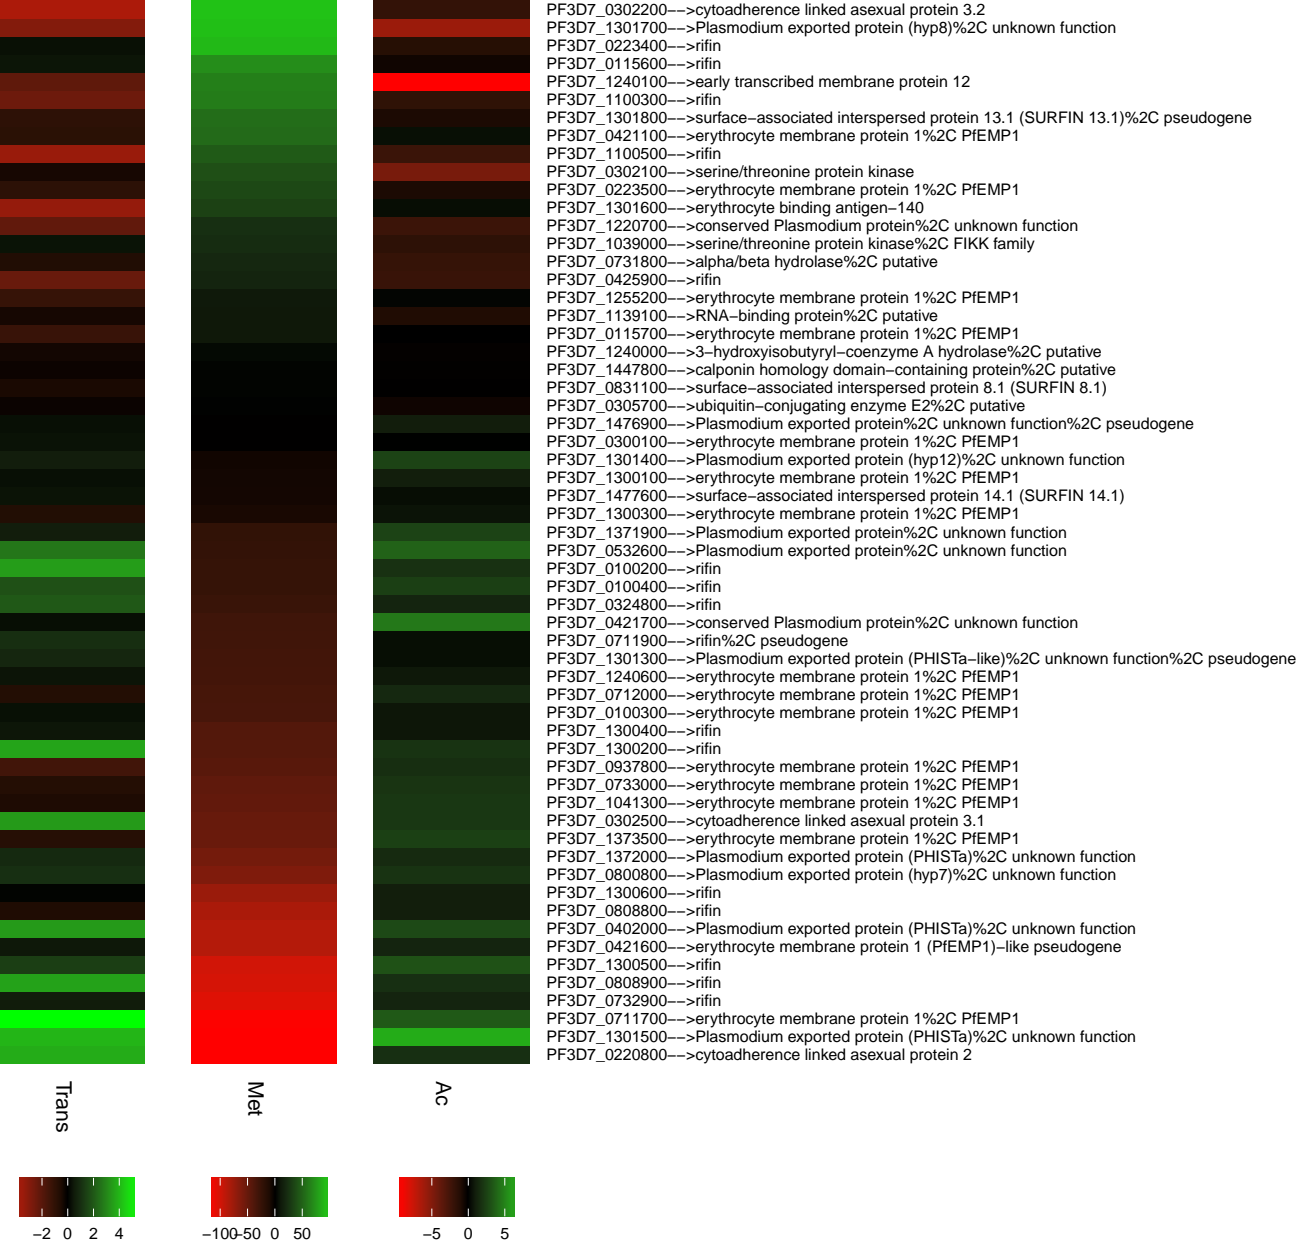 PF3D7_0302200−−>cytoadherence linked asexual protein 3.2
PF3D7_1301700−−>Plasmodium exported protein (hyp8)%2C unknown function
PF3D7_0223400−−>rifin
PF3D7_0115600−−>rifin
PF3D7_1240100−−>early transcribed membrane protein 12
PF3D7_1100300−−>rifin
PF3D7_1301800−−>surface−associated interspersed protein 13.1 (SURFIN 13.1)%2C pseudogene
PF3D7_0421100−−>erythrocyte membrane protein 1%2C PfEMP1
PF3D7_1100500−−>rifin
PF3D7_0302100−−>serine/threonine protein kinase
PF3D7_0223500−−>erythrocyte membrane protein 1%2C PfEMP1
PF3D7_1301600−−>erythrocyte binding antigen−140
PF3D7_1220700−−>conserved Plasmodium protein%2C unknown function
PF3D7_1039000−−>serine/threonine protein kinase%2C FIKK family
PF3D7_0731800−−>alpha/beta hydrolase%2C putative
PF3D7_0425900−−>rifin
PF3D7_1255200−−>erythrocyte membrane protein 1%2C PfEMP1
PF3D7_1139100−−>RNA−binding protein%2C putative
PF3D7_0115700−−>erythrocyte membrane protein 1%2C PfEMP1
PF3D7_1240000−−>3−hydroxyisobutyryl−coenzyme A hydrolase%2C putative
PF3D7_1447800−−>calponin homology domain−containing protein%2C putative
PF3D7_0831100−−>surface−associated interspersed protein 8.1 (SURFIN 8.1)
PF3D7_0305700−−>ubiquitin−conjugating enzyme E2%2C putative
PF3D7_1476900−−>Plasmodium exported protein%2C unknown function%2C pseudogene
PF3D7_0300100−−>erythrocyte membrane protein 1%2C PfEMP1
PF3D7_1301400−−>Plasmodium exported protein (hyp12)%2C unknown function
PF3D7_1300100−−>erythrocyte membrane protein 1%2C PfEMP1
PF3D7_1477600−−>surface−associated interspersed protein 14.1 (SURFIN 14.1)
PF3D7_1300300−−>erythrocyte membrane protein 1%2C PfEMP1
PF3D7_1371900−−>Plasmodium exported protein%2C unknown function
PF3D7_0532600−−>Plasmodium exported protein%2C unknown function
PF3D7_0100200−−>rifin
PF3D7_0100400−−>rifin
PF3D7_0324800−−>rifin
PF3D7_0421700−−>conserved Plasmodium protein%2C unknown function
PF3D7_0711900−−>rifin%2C pseudogene
PF3D7_1301300−−>Plasmodium exported protein (PHISTa−like)%2C unknown function%2C pseudogene
PF3D7_1240600−−>erythrocyte membrane protein 1%2C PfEMP1
PF3D7_0712000−−>erythrocyte membrane protein 1%2C PfEMP1
PF3D7_0100300−−>erythrocyte membrane protein 1%2C PfEMP1
PF3D7_1300400−−>rifin
PF3D7_1300200−−>rifin
PF3D7_0937800−−>erythrocyte membrane protein 1%2C PfEMP1
PF3D7_0733000−−>erythrocyte membrane protein 1%2C PfEMP1
PF3D7_1041300−−>erythrocyte membrane protein 1%2C PfEMP1
PF3D7_0302500−−>cytoadherence linked asexual protein 3.1
PF3D7_1373500−−>erythrocyte membrane protein 1%2C PfEMP1
PF3D7_1372000−−>Plasmodium exported protein (PHISTa)%2C unknown function
PF3D7_0800800−−>Plasmodium exported protein (hyp7)%2C unknown function
PF3D7_1300600−−>rifin
PF3D7_0808800−−>rifin
PF3D7_0402000−−>Plasmodium exported protein (PHISTa)%2C unknown function
PF3D7_0421600−−>erythrocyte membrane protein 1 (PfEMP1)−like pseudogene
PF3D7_1300500−−>rifin
PF3D7_0808900−−>rifin
PF3D7_0732900−−>rifin
PF3D7_0711700−−>erythrocyte membrane protein 1%2C PfEMP1
PF3D7_1301500−−>Plasmodium exported protein (PHISTa)%2C unknown function
PF3D7_0220800−−>cytoadherence linked asexual protein 2
Trans
Met
Ac
−2 0 2 4
−100 −50 0 50
−5 0 5